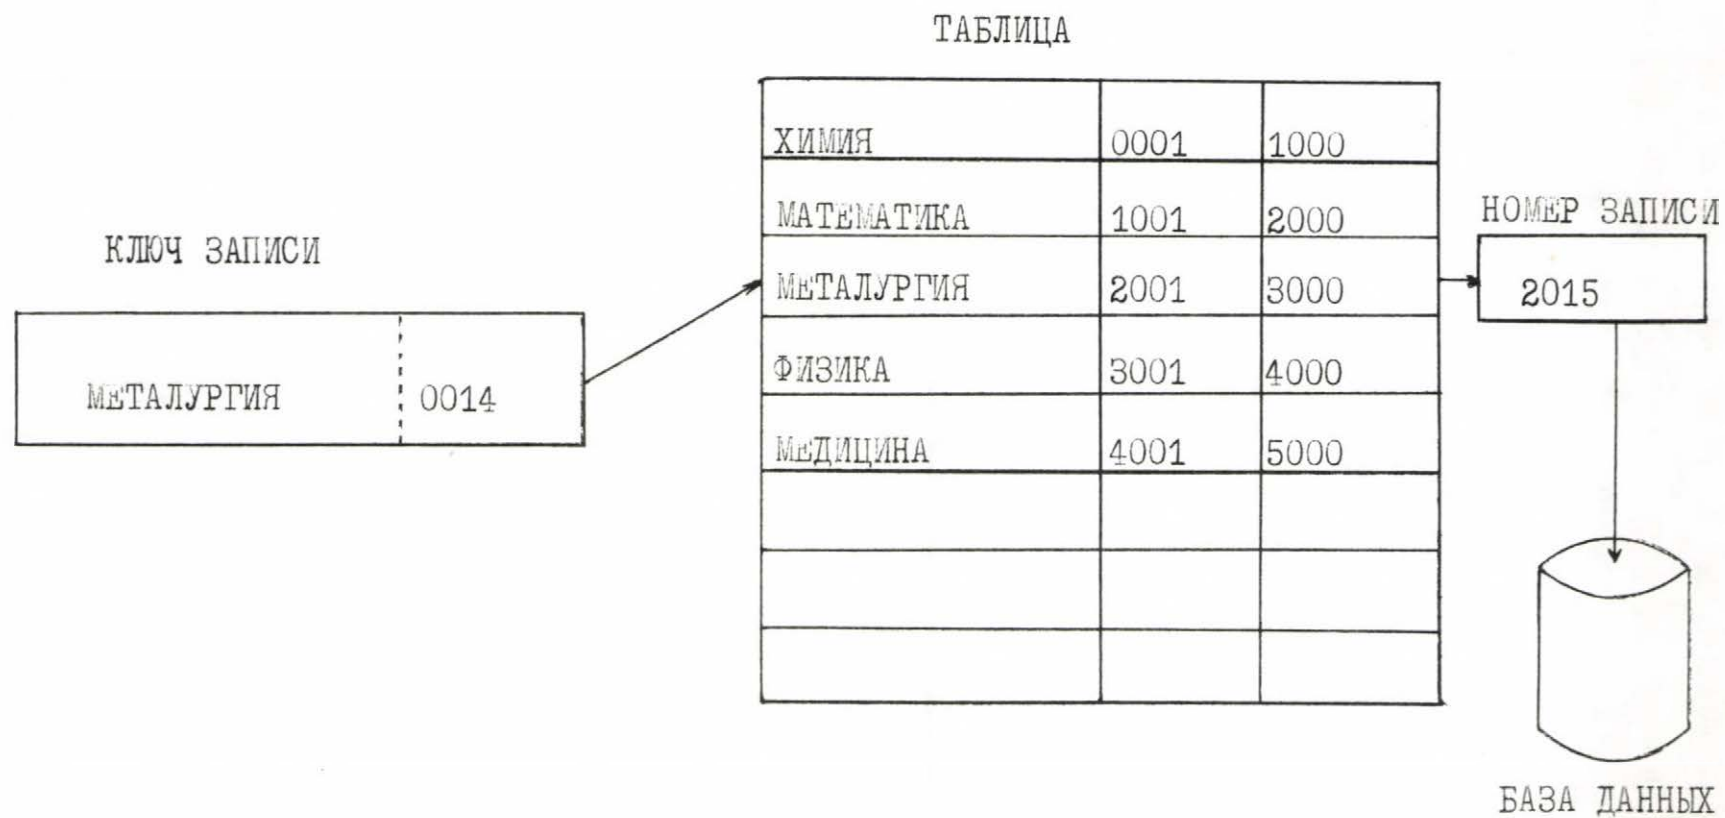 ТАБЛИЦА
ХИМИЯ 0001 1000
МАТЕМАТИКА 1001 2000
МЕТАЛУРГИЯ 2001 3000
ФИЗИКА 3001 4000
МЕДИЦИНА 4001 5000
КЛЮЧ ЗАПИСИ
МЕТАЛУРГИЯ 0014
НОМЕР ЗАПИСИ
2015
БАЗА ДАННЫХ